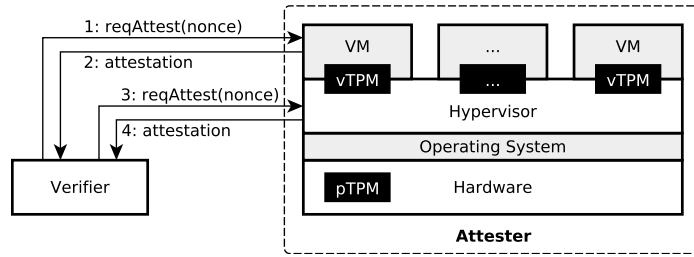 1: reqAttest(nonce)
2: attestation
3: reqAttest(nonce)
4: attestation
Verifier
VM
...
VM
vTPM
...
vTPM
Hypervisor
Operating System
pTPM
Hardware
Attester